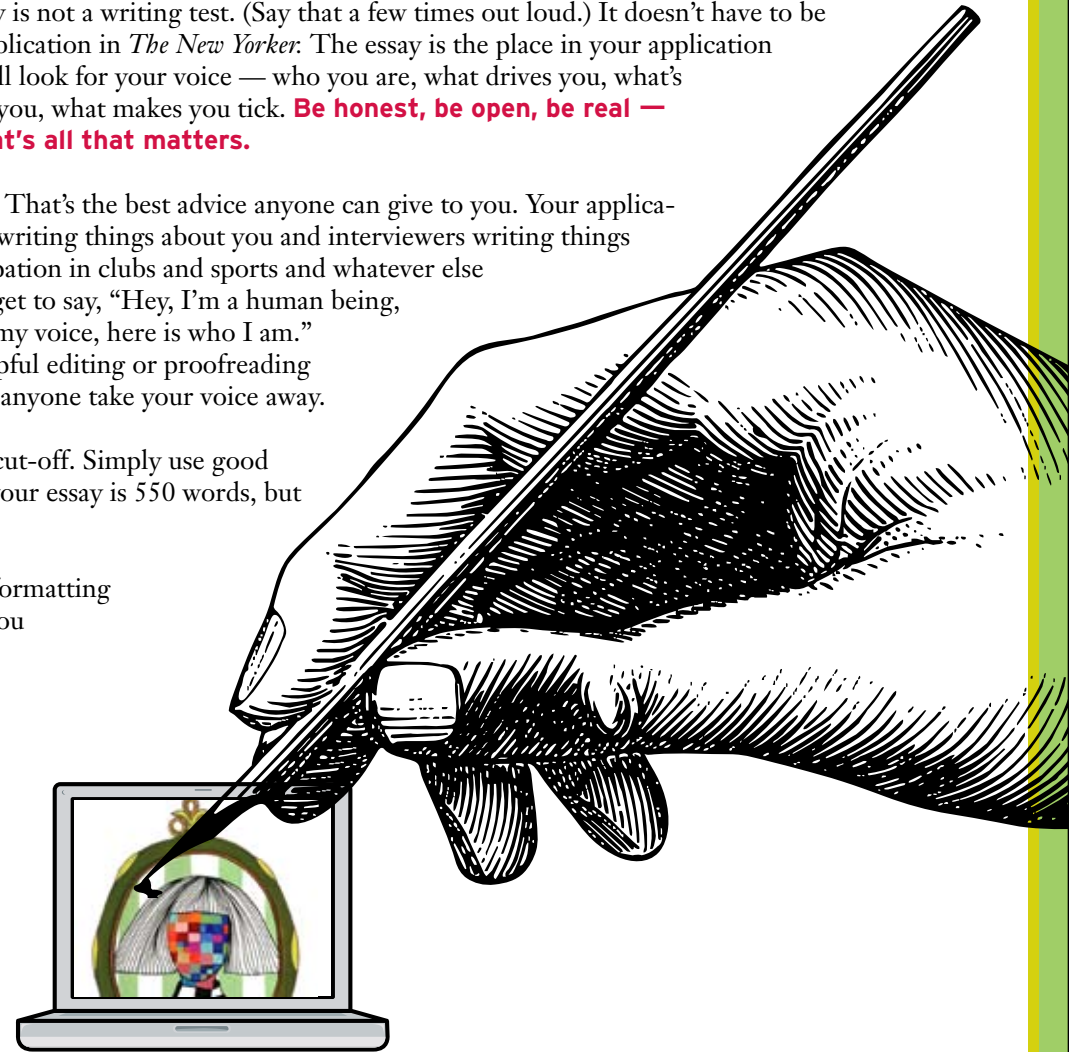 y is not a writing test. (Say that a few times out loud.) It doesn’t have to be
olication in The New Yorker. The essay is the place in your application
ll look for your voice — who you are, what drives you, what’s
you, what makes you tick. Be honest, be open, be real —
at’s all that matters.
That’s the best advice anyone can give to you. Your applica-
writing things about you and interviewers writing things
pation in clubs and sports and whatever else
get to say, “Hey, I’m a human being,
my voice, here is who I am.”
pful editing or proofreading
anyone take your voice away.
cut-off. Simply use good
your essay is 550 words, but
formatting
ou